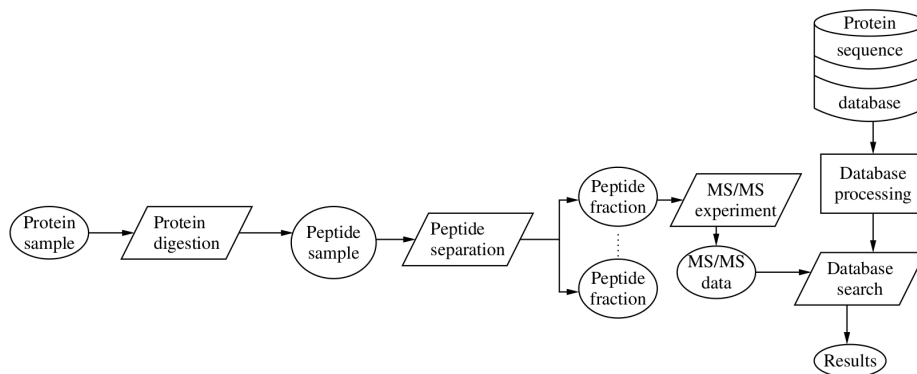 Protein
sequence
database
Database
processing
Peptide
fraction
MS/MS
experiment
Protein
sample
Protein
digestion
Peptide
sample
Peptide
separation
Peptide
fraction
MS/MS
data
Database
search
Results